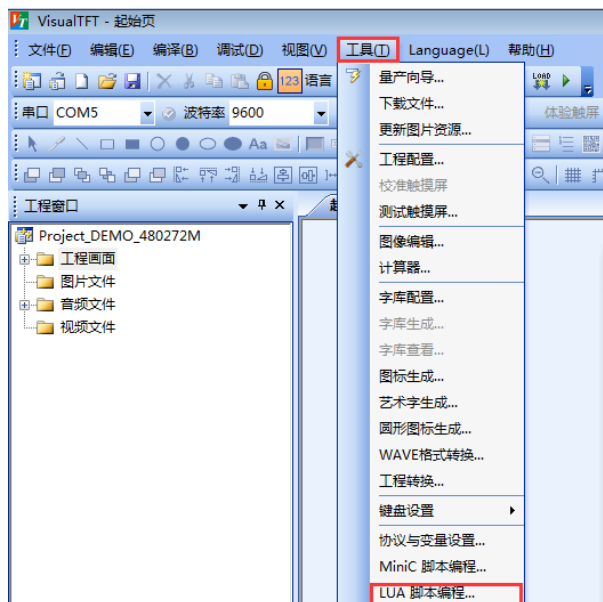 VisualTFT - 起始页
文件(F) 编辑(E) 编译(B) 调试(D) 视图(V) 工具(T) Language(L) 帮助(H)
123 语言 LOAD
串口 COM5 波特率 9600 体验触屏
Aa
工程窗口
Project_DEMO_480272M
工程画面
图片文件
音频文件
视频文件
量产向导...
下载文件...
更新图片资源...
工程配置...
校准触摸屏
测试触摸屏...
图像编辑...
计算器...
字库配置...
字库生成...
字库查看...
图标生成...
艺术字生成...
圆形图标生成...
WAVE格式转换...
工程转换...
键盘设置
协议与变量设置...
MiniC 脚本编程...
LUA 脚本编程...